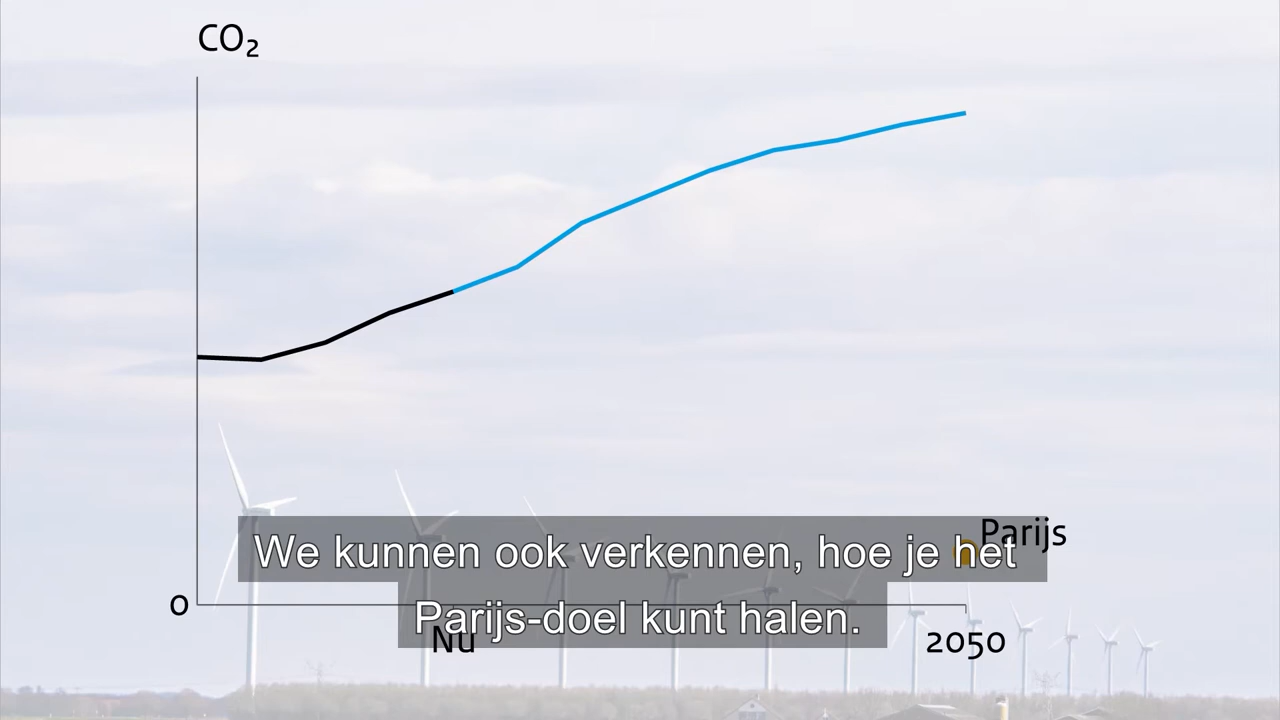 CO₂
Parijs
We kunnen ook verkennen, hoe je het
Parijs-doel kunt halen.
0
Nu
2050